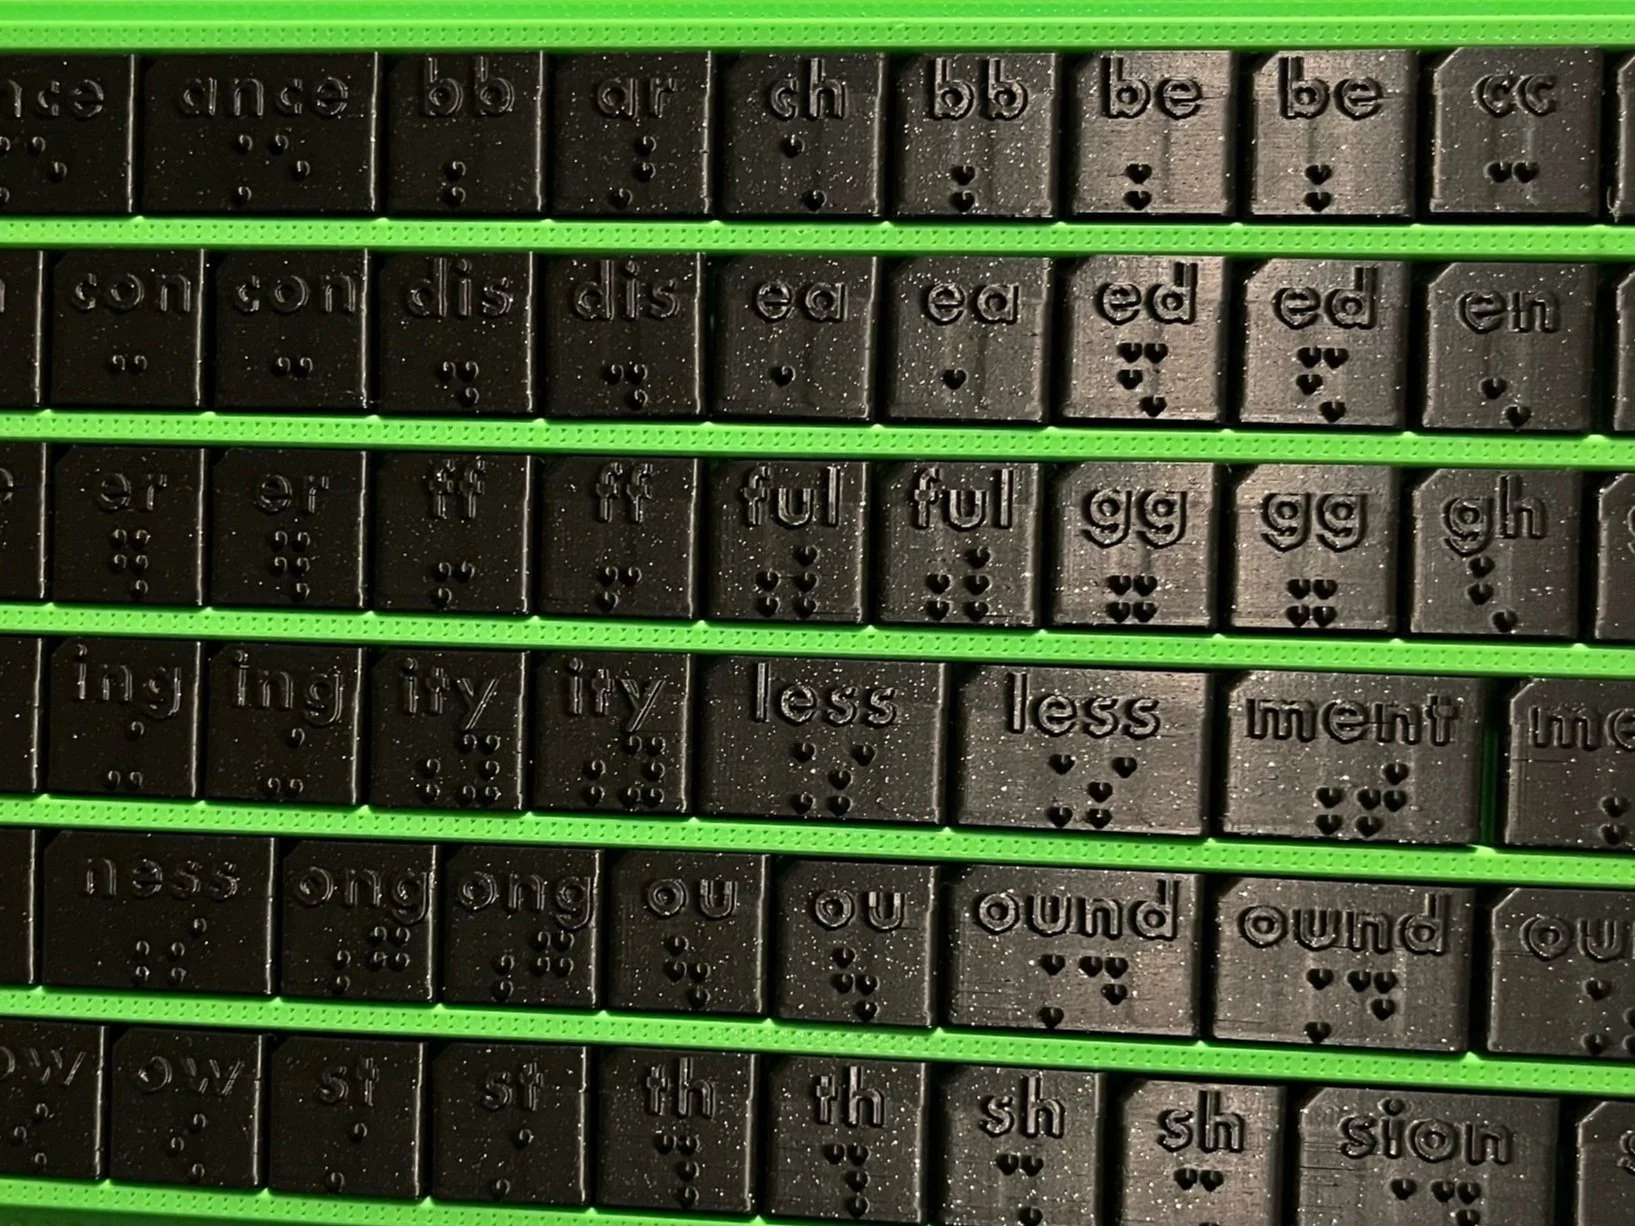 ance bb ar ch bb be be cc
con con dis dis ea ea ed ed en
er er ff ff ful ful gg gg gh
ing ing ity ity less less ment
ness ong ong ou ou ound ound
ow ow st st th th sh sh sion